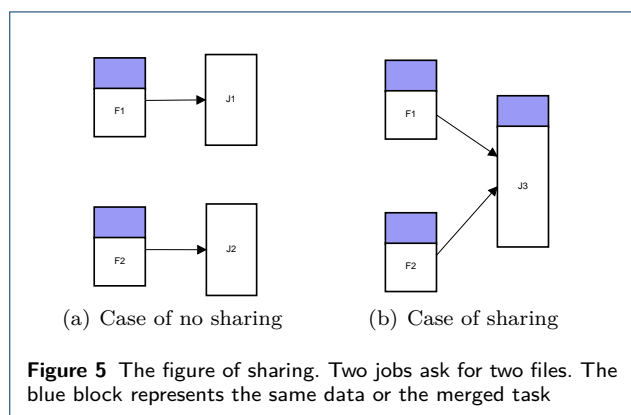 F1
J1
F2
J2
(a) Case of no sharing
F1
J3
F2
(b) Case of sharing
Figure 5 The figure of sharing. Two jobs ask for two files. The
blue block represents the same data or the merged task